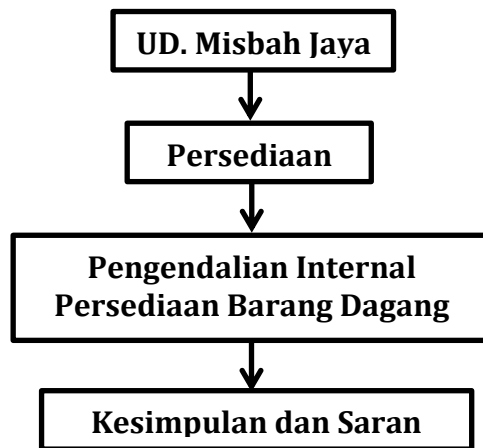 UD. Misbah Jaya
Persediaan
Pengendalian Internal
Persediaan Barang Dagang
Kesimpulan dan Saran